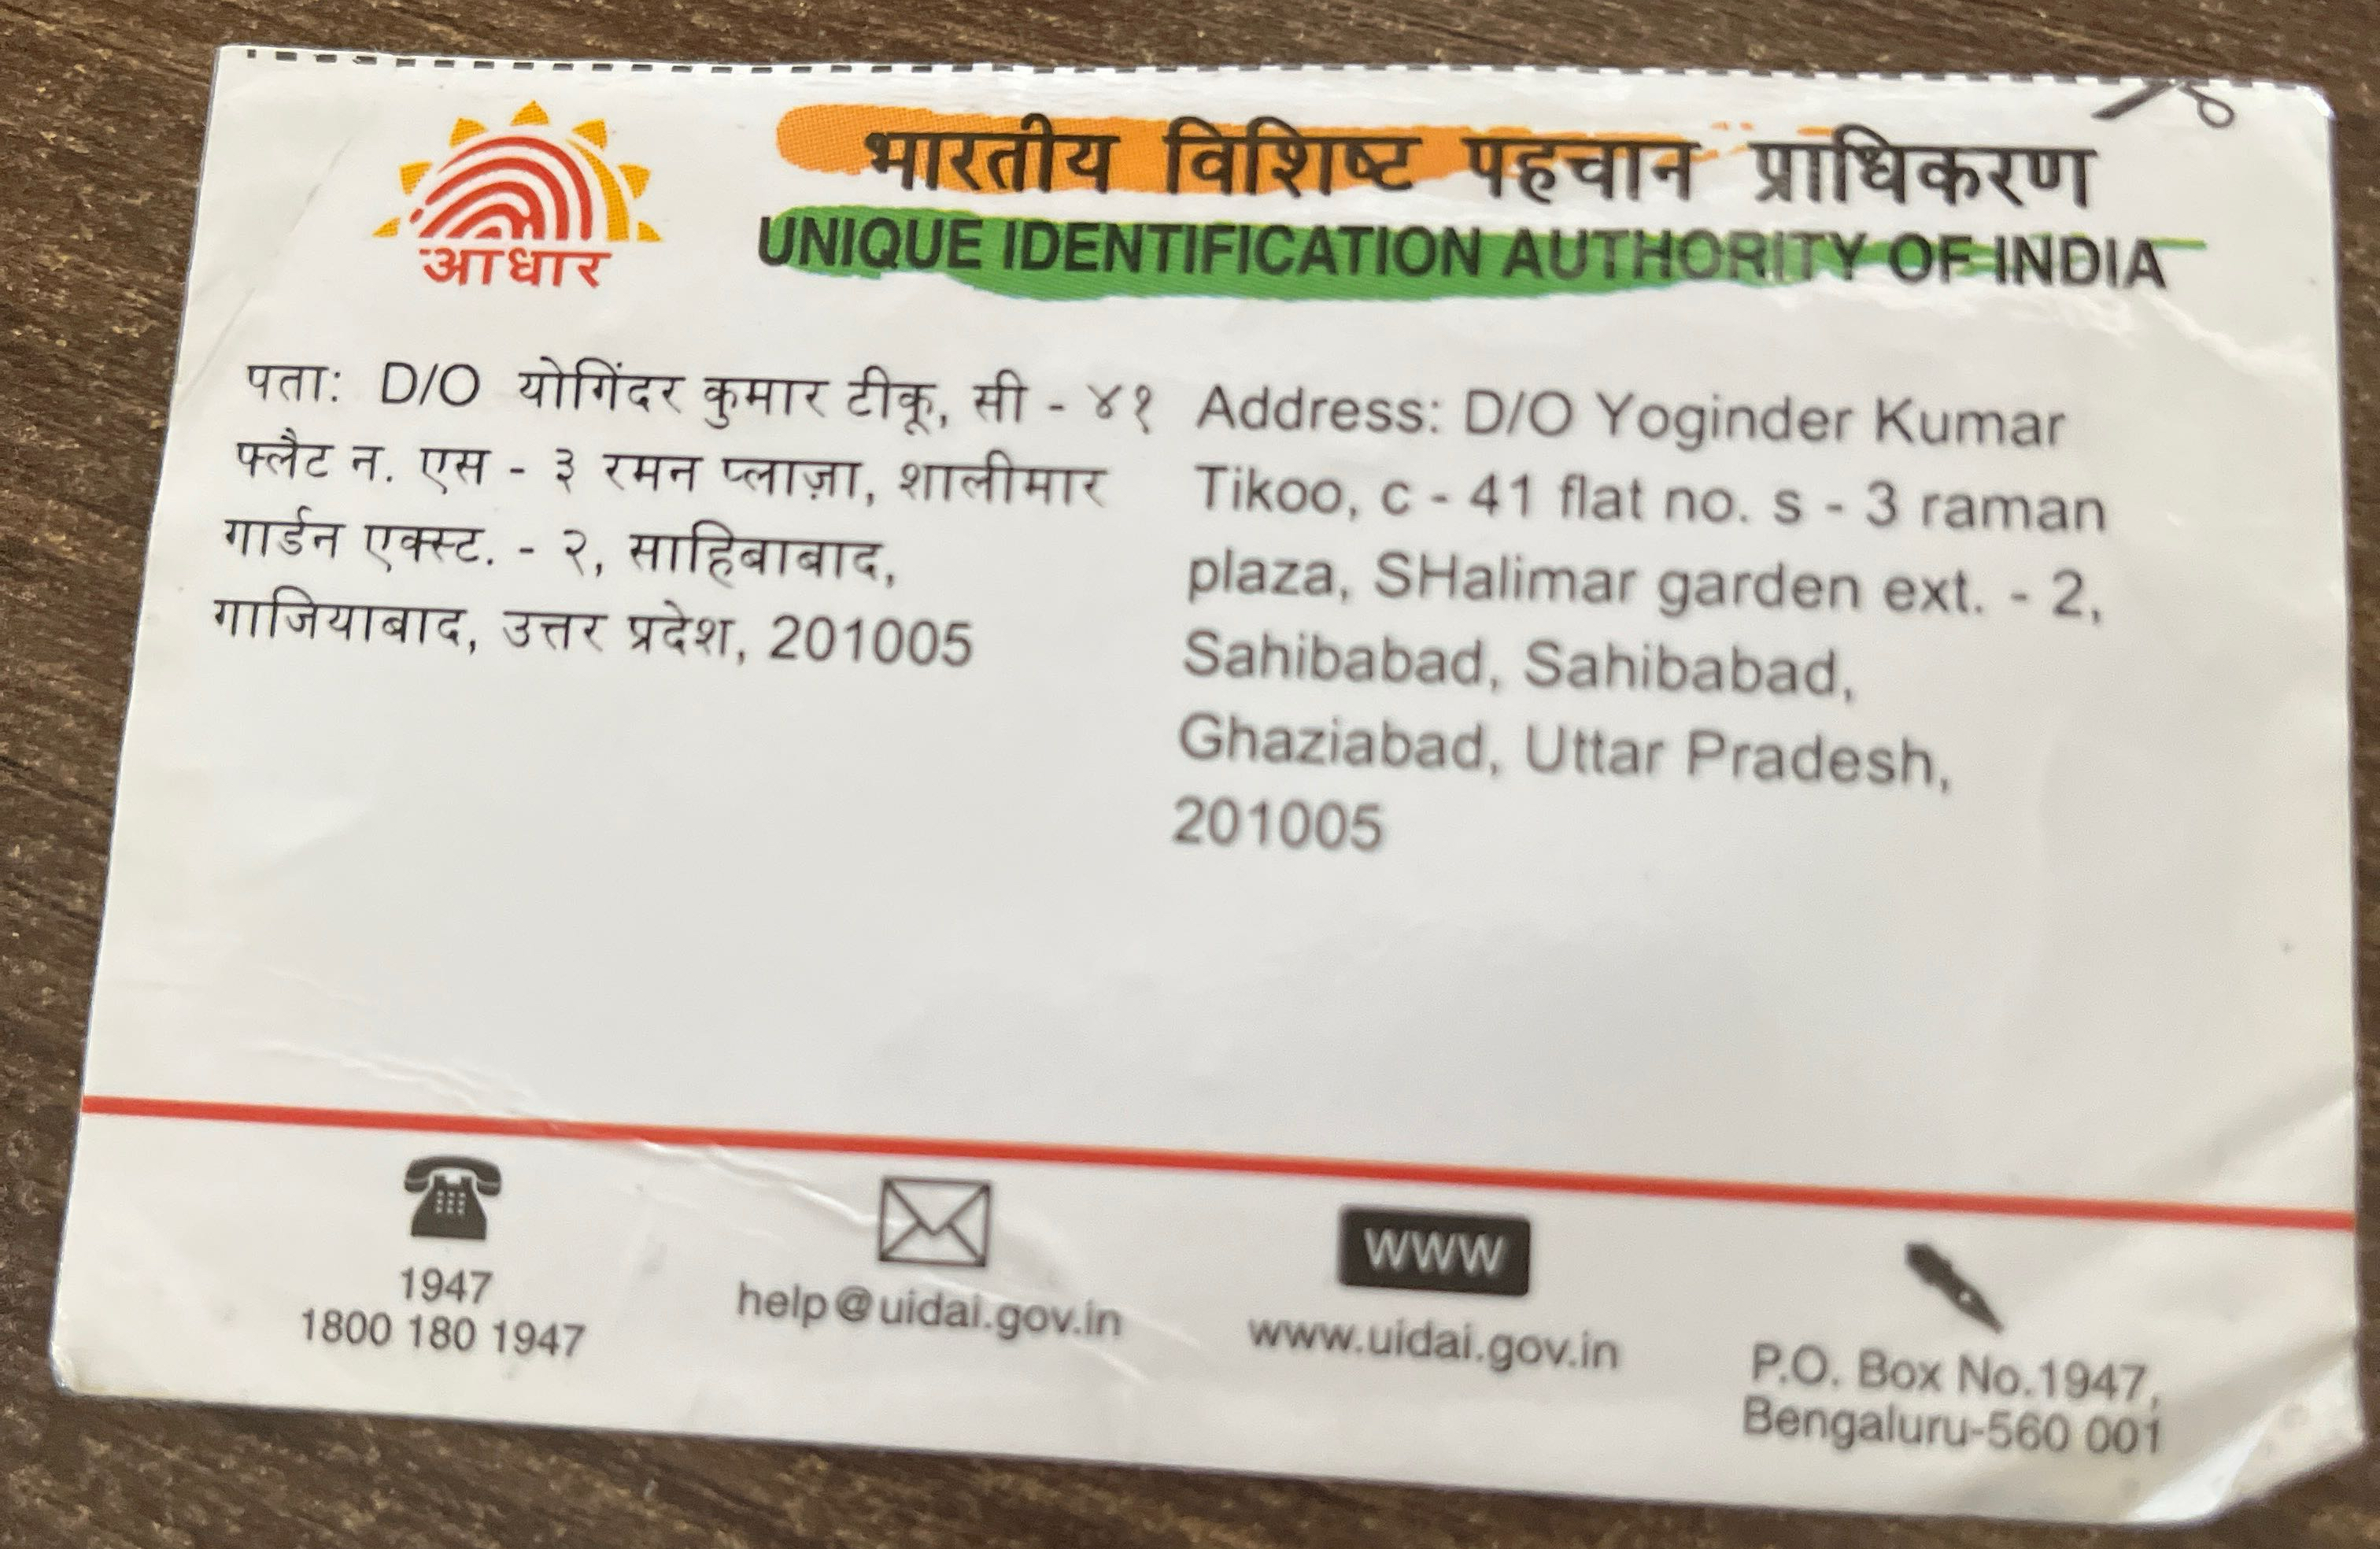 आधार
भारतीय विशिष्ट पहचान प्राधिकरण
UNIQUE IDENTIFICATION AUTHORITY OF INDIA
पता: D/O योगिंदर कुमार टीकू, सी - ४१
फ्लैट न. एस - ३ रमन प्लाज़ा, शालीमार
गार्डन एक्स्ट. - २, साहिबाबाद,
गाजियाबाद, उत्तर प्रदेश, 201005
Address: D/O Yoginder Kumar
Tikoo, c - 41 flat no. s - 3 raman
plaza, SHalimar garden ext. - 2,
Sahibabad, Sahibabad,
Ghaziabad, Uttar Pradesh,
201005
1947
1800 180 1947
help@uidai.gov.in
www
www.uidai.gov.in
P.O. Box No.1947,
Bengaluru-560 001